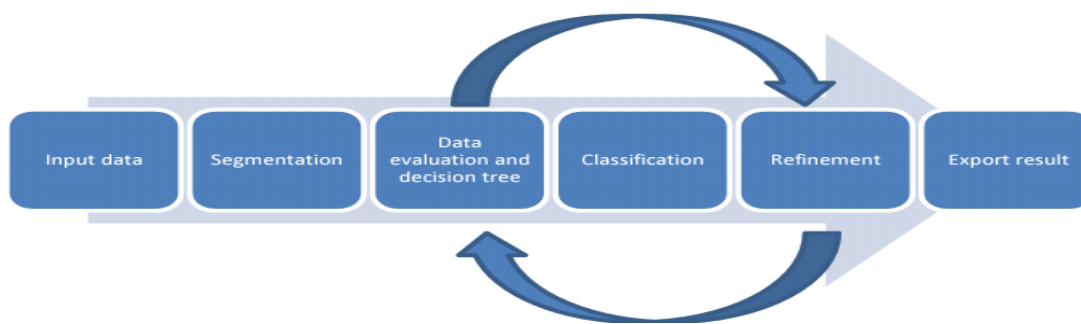 Input data
Segmentation
Data
evaluation and
decision tree
Classification
Refinement
Export result